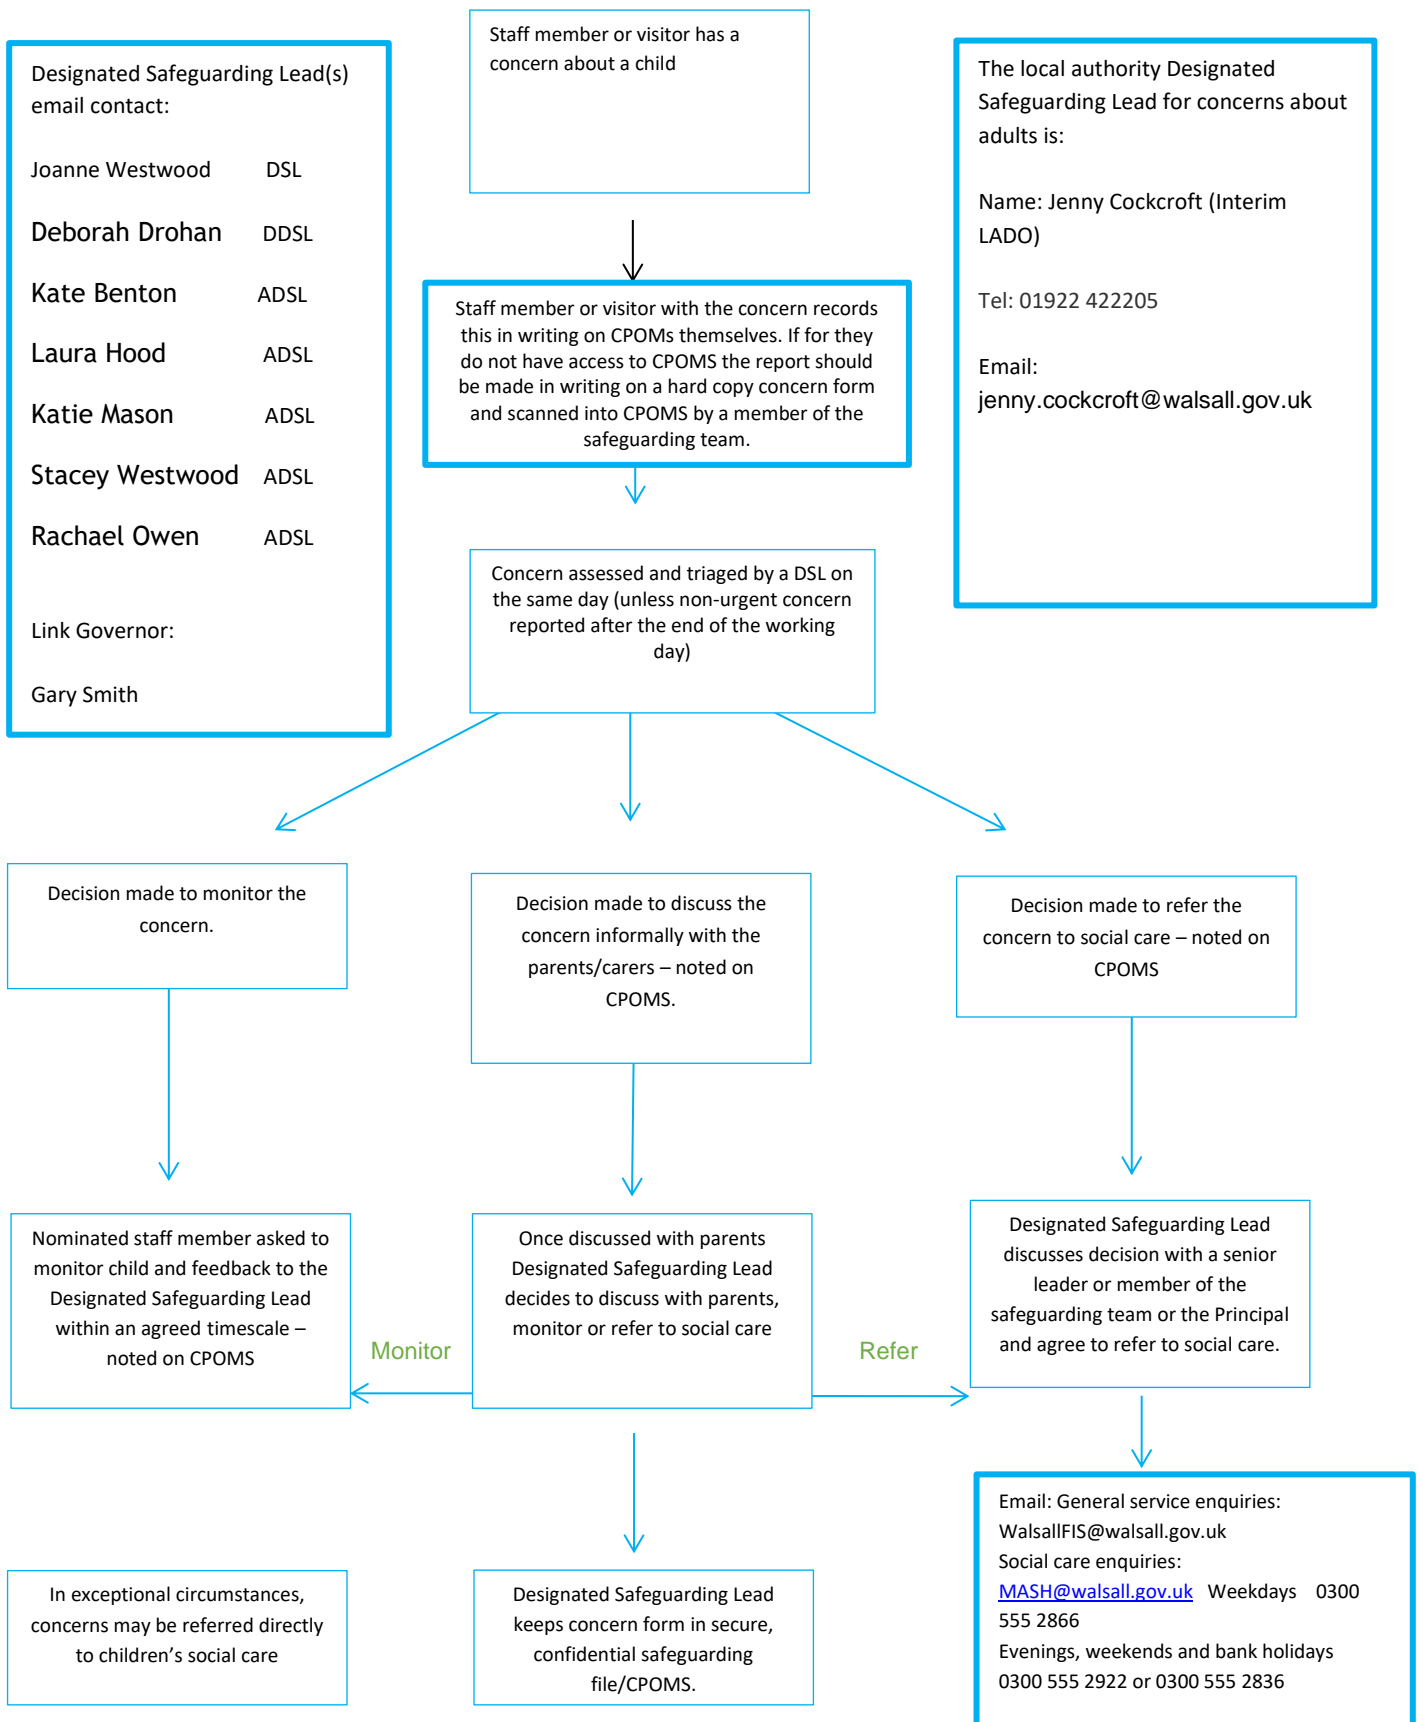 Staff member or visitor has a
concern about a child
Designated Safeguarding Lead(s)
email contact:
Joanne Westwood DSL
Deborah Drohan DDSL
Kate Benton ADSL
Laura Hood ADSL
Katie Mason ADSL
Stacey Westwood ADSL
Rachael Owen ADSL
Link Governor:
Gary Smith
The local authority Designated
Safeguarding Lead for concerns about
adults is:
Name: Jenny Cockcroft (Interim
LADO)
Tel: 01922 422205
Email:
jenny.cockcroft@walsall.gov.uk
Staff member or visitor with the concern records
this in writing on CPOMs themselves. If for they
do not have access to CPOMS the report should
be made in writing on a hard copy concern form
and scanned into CPOMS by a member of the
safeguarding team.
Concern assessed and triaged by a DSL on
the same day (unless non-urgent concern
reported after the end of the working
day)
Decision made to monitor the
concern.
Decision made to discuss the
concern informally with the
parents/carers – noted on
CPOMS.
Decision made to refer the
concern to social care – noted on
CPOMS
Nominated staff member asked to
monitor child and feedback to the
Designated Safeguarding Lead
within an agreed timescale –
noted on CPOMS
Monitor
Once discussed with parents
Designated Safeguarding Lead
decides to discuss with parents,
monitor or refer to social care
Refer
Designated Safeguarding Lead
discusses decision with a senior
leader or member of the
safeguarding team or the Principal
and agree to refer to social care.
In exceptional circumstances,
concerns may be referred directly
to children’s social care
Designated Safeguarding Lead
keeps concern form in secure,
confidential safeguarding
file/CPOMS.
Email: General service enquiries:
WalsallFIS@walsall.gov.uk
Social care enquiries:
MASH@walsall.gov.uk Weekdays 0300
555 2866
Evenings, weekends and bank holidays
0300 555 2922 or 0300 555 2836